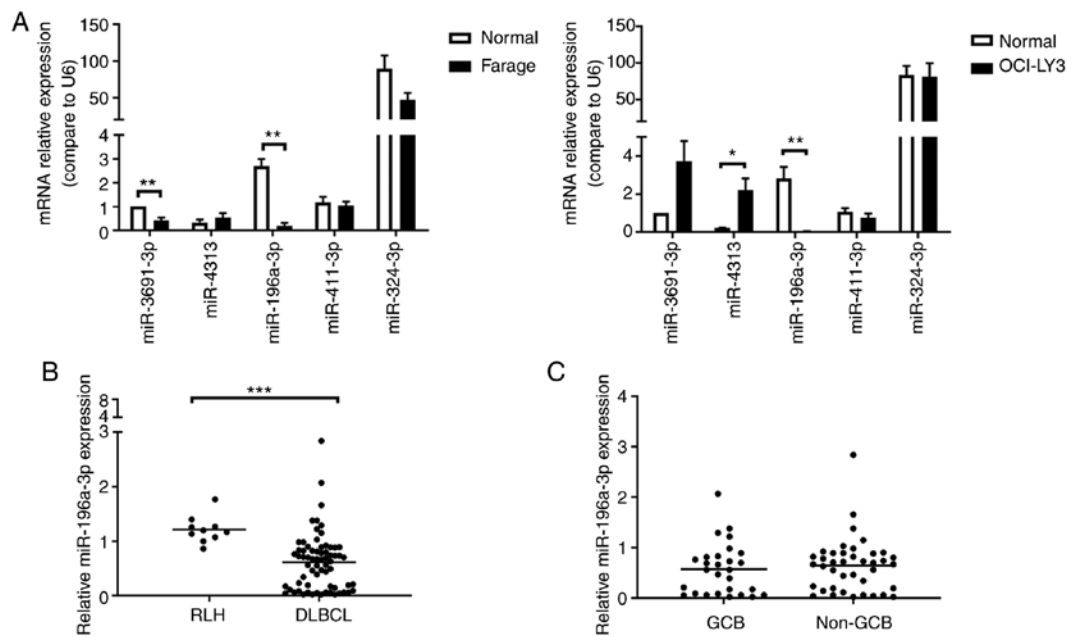 A
mRNA relative expression
(compare to U6)
150
100
50
4
3
2
1
0
Normal
Farage
**
**
miR-3691-3p
miR-4313
miR-196a-3p
miR-411-3p
miR-324-3p
mRNA relative expression
(compare to U6)
150
100
50
4
2
0
Normal
OCI-LY3
*
**
miR-3691-3p
miR-4313
miR-196a-3p
miR-411-3p
miR-324-3p
B
Relative miR-196a-3p expression
8
4
3
2
1
0
***
RLH
DLBCL
C
Relative miR-196a-3p expression
4
3
2
1
0
GCB
Non-GCB